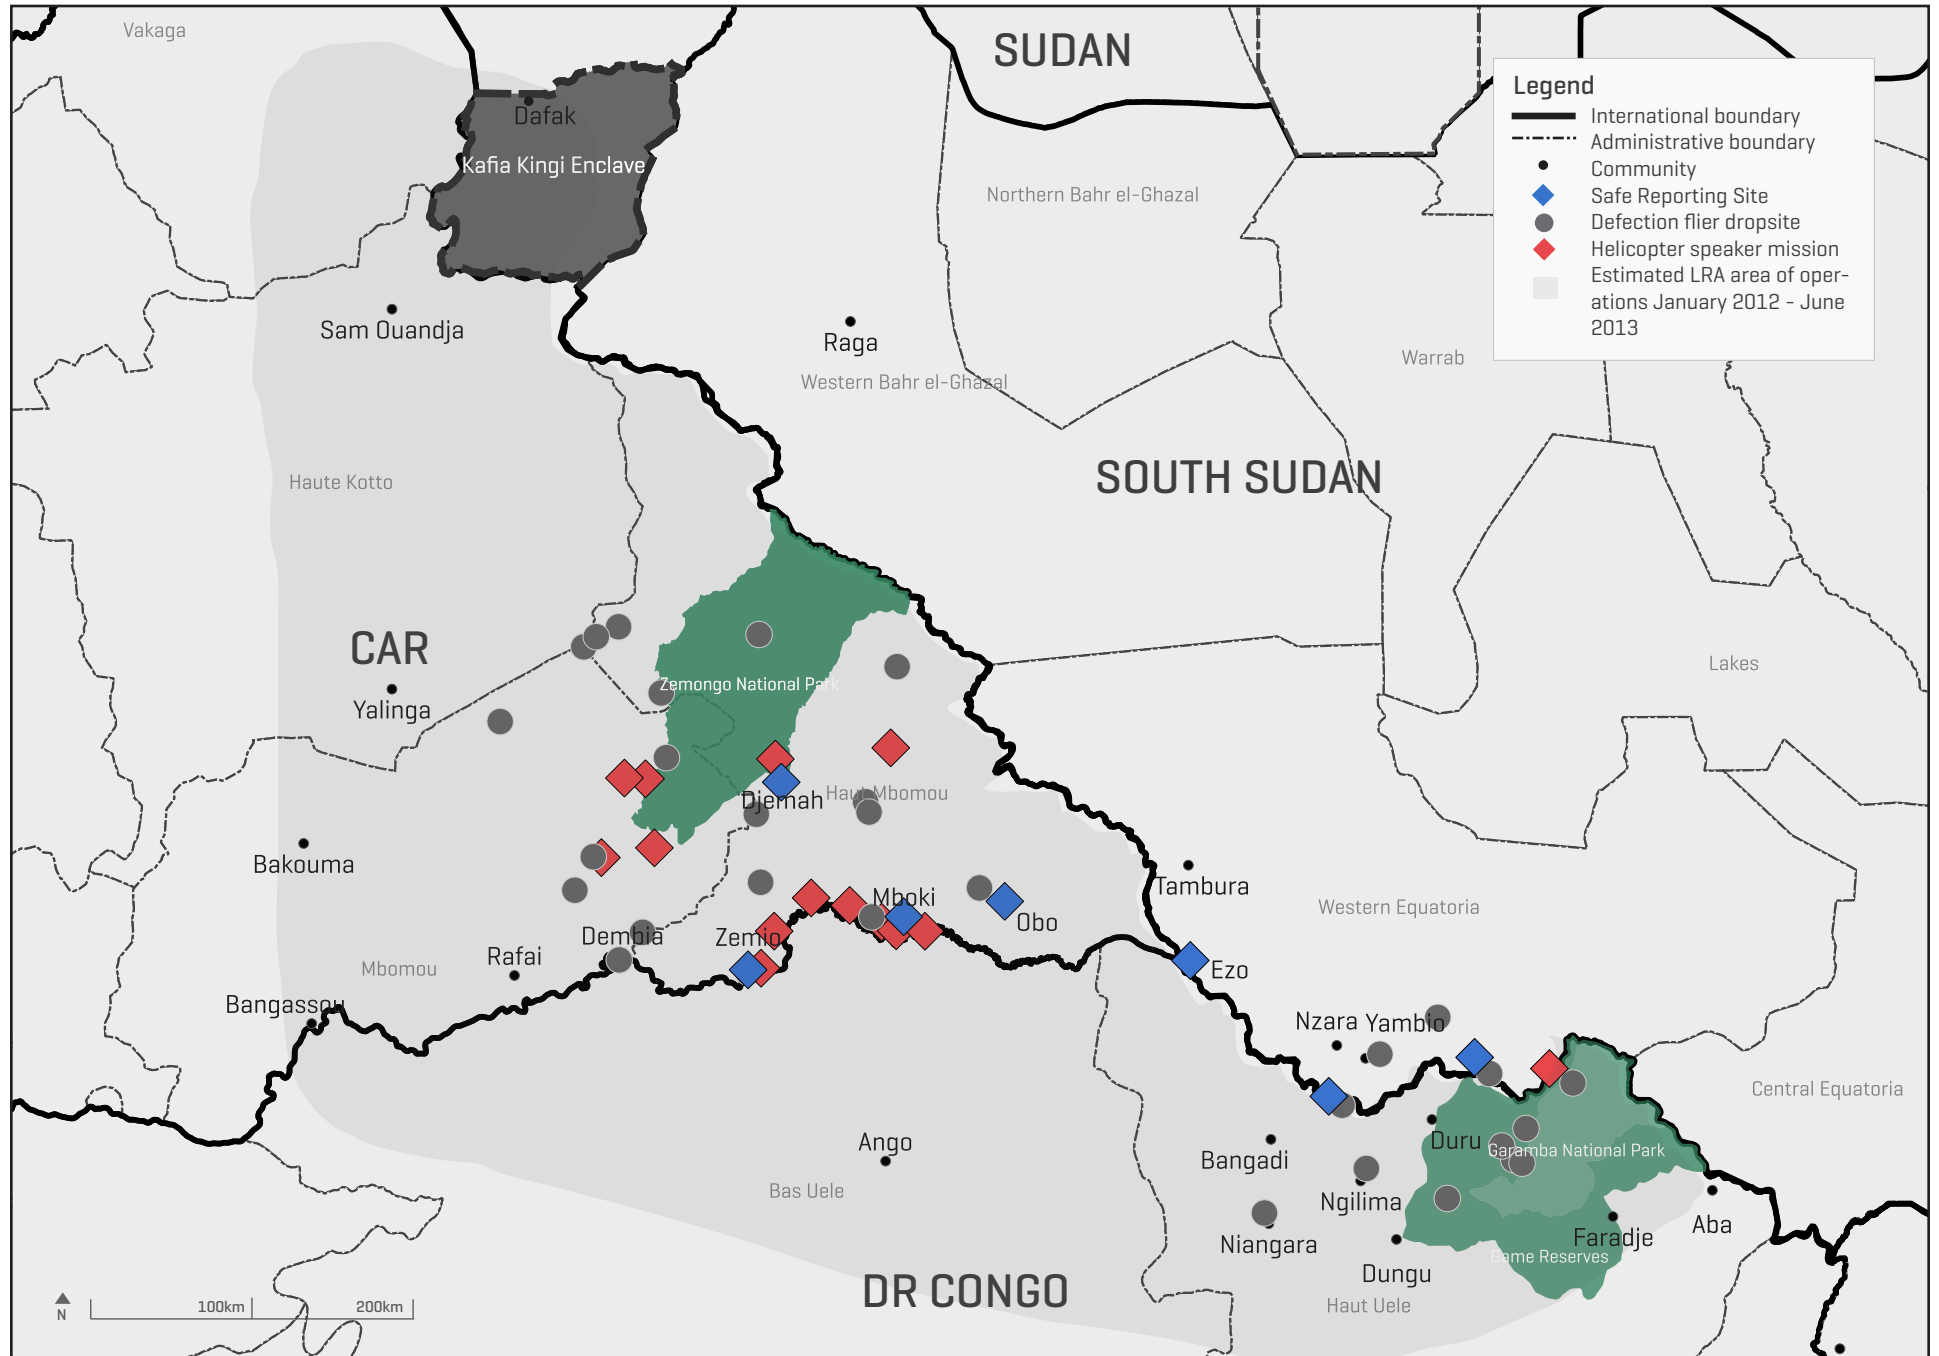 Vakaga
SUDAN
Legend
International boundary
Administrative boundary
Community
Safe Reporting Site
Defection flier dropsite
Helicopter speaker mission
Estimated LRA area of oper-
ations January 2012 - June
2013
Dafak
Kafia Kingi Enclave
Northern Bahr el-Ghazal
Sam Ouandja
Raga
Western Bahr el-Ghazal
Warrab
Haute Kotto
SOUTH SUDAN
CAR
Zemongo National Park
Lakes
Yalinga
Djemah
Haut Mbomou
Bakouma
Tambura
Mboki
Western Equatoria
Obo
Dembia
Zemio
Rafai
Mbomou
Ezo
Bangassou
Nzara
Yambio
Central Equatoria
Ango
Duru
Garamba National Park
Bangadi
Bas Uele
Ngilima
Niangara
Aba
Faradje
Game Reserves
Dungu
DR CONGO
Haut Uele
N
100km
200km